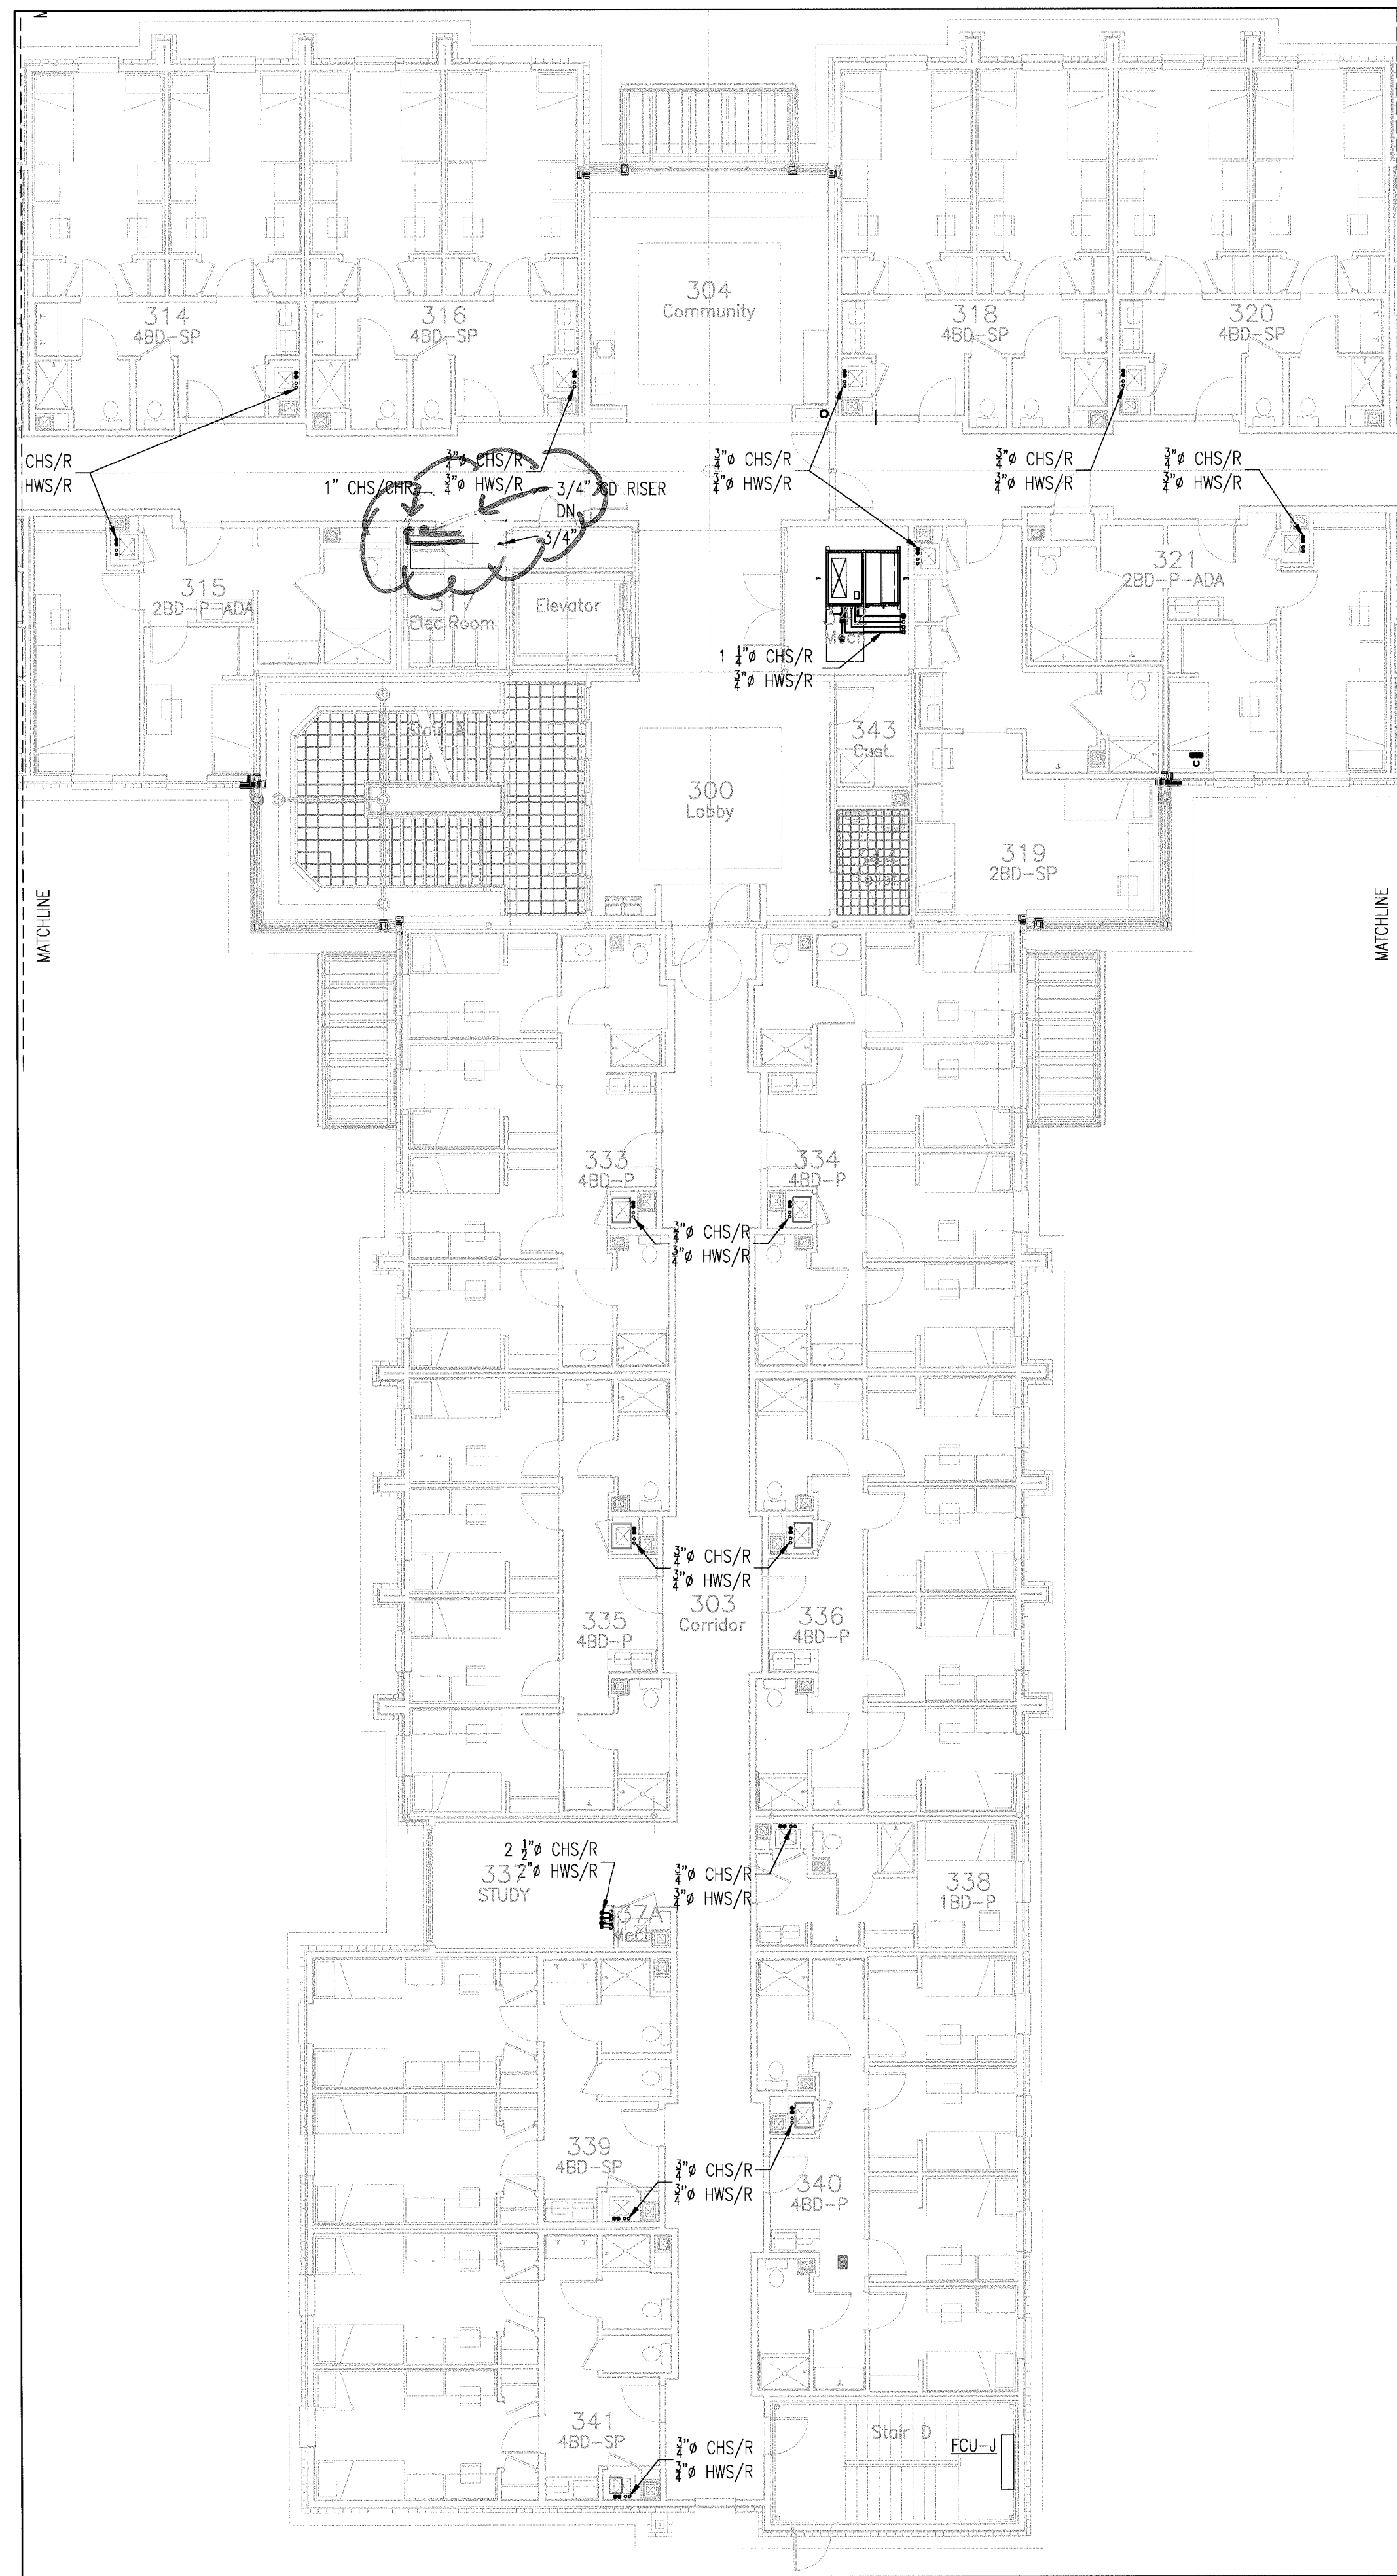 304
Community
314
4BD-SP
316
4BD-SP
318
4BD-SP
320
4BD-SP
CHS/R
HWS/R
3/4"ø CHS/R
3/4"ø HWS/R
1" CHS/CHR
3/4" CD RISER
DN
3/4"
3/4"ø CHS/R
3/4"ø HWS/R
3/4"ø CHS/R
3/4"ø HWS/R
3/4"ø CHS/R
3/4"ø HWS/R
315
2BD-P-ADA
317
Elec.Room
Elevator
Mech
321
2BD-P-ADA
1 1/4"ø CHS/R
3/4"ø HWS/R
Stair A
343
Cust.
300
Lobby
319
2BD-SP
MATCHLINE
MATCHLINE
333
4BD-P
334
4BD-P
3/4"ø CHS/R
3/4"ø HWS/R
3/4"ø CHS/R
3/4"ø HWS/R
303
Corridor
335
4BD-P
336
4BD-P
2 1/2"ø CHS/R
2"ø HWS/R
337
STUDY
337A
Mech
3/4"ø CHS/R
3/4"ø HWS/R
338
1BD-P
339
4BD-SP
3/4"ø CHS/R
3/4"ø HWS/R
340
4BD-P
341
4BD-SP
3/4"ø CHS/R
3/4"ø HWS/R
Stair D
FCU-J